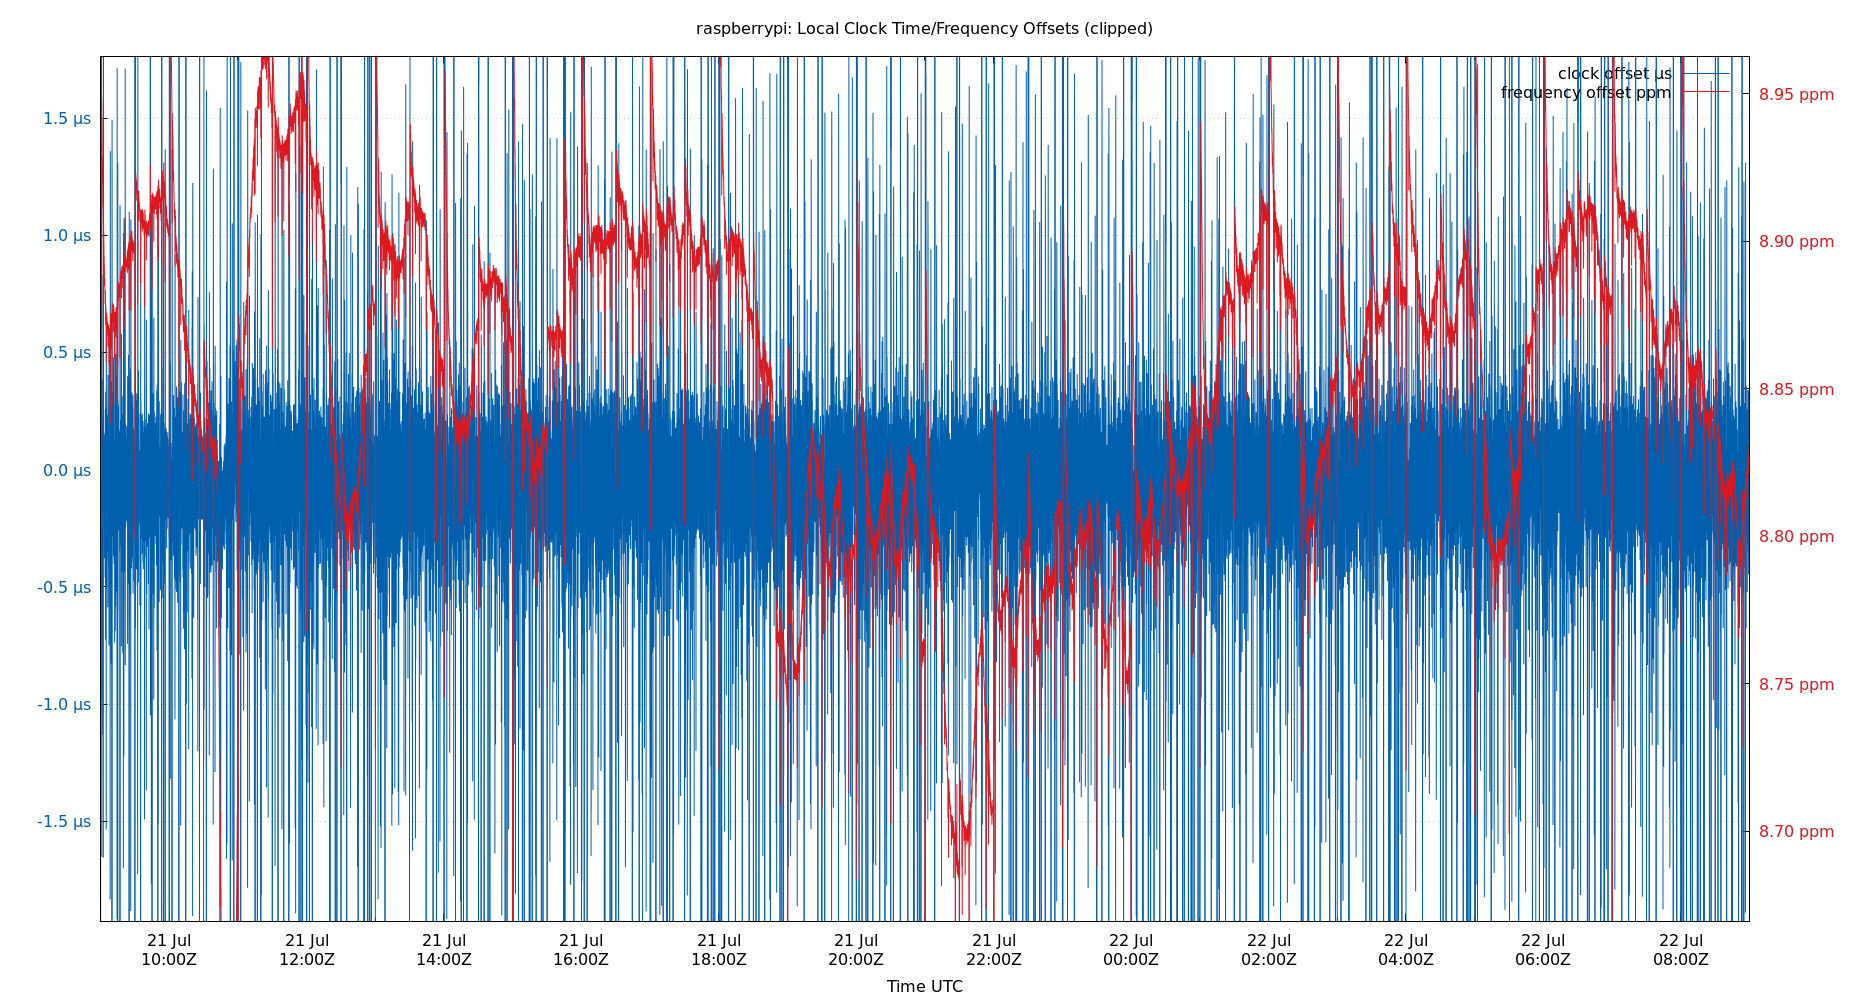 raspberrypi: Local Clock Time/Frequency Offsets (clipped)
clock offset µs
frequency offset ppm
1.5 µs
1.0 µs
0.5 µs
0.0 µs
-0.5 µs
-1.0 µs
-1.5 µs
8.95 ppm
8.90 ppm
8.85 ppm
8.80 ppm
8.75 ppm
8.70 ppm
21 Jul
10:00Z
21 Jul
12:00Z
21 Jul
14:00Z
21 Jul
16:00Z
21 Jul
18:00Z
21 Jul
20:00Z
21 Jul
22:00Z
22 Jul
00:00Z
22 Jul
02:00Z
22 Jul
04:00Z
22 Jul
06:00Z
22 Jul
08:00Z
Time UTC